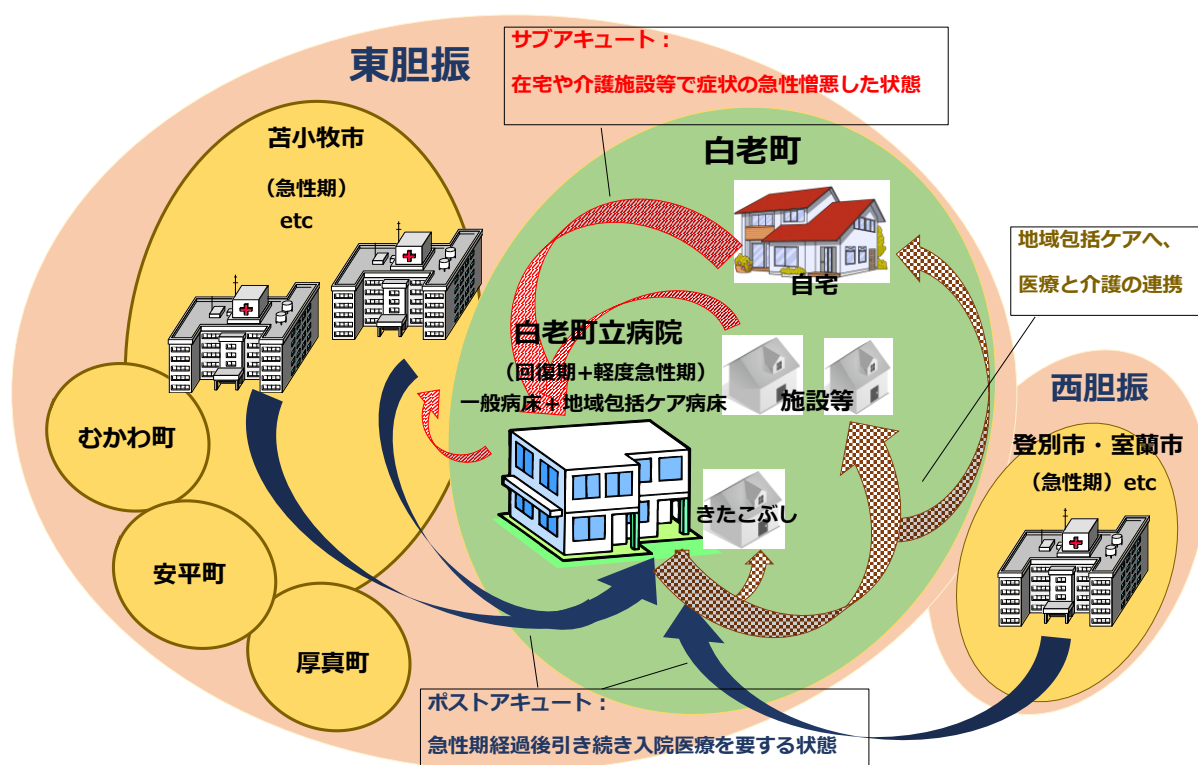 東胆振
サブアキュート：
在宅や介護施設等で症状の急性憎悪した状態
苫小牧市
（急性期）
etc
白老町
自宅
地域包括ケアへ、
医療と介護の連携
白老町立病院
（回復期+軽度急性期）
一般病床＋地域包括ケア病床
施設等
きたこぶし
むかわ町
安平町
厚真町
西胆振
登別市・室蘭市
（急性期）etc
ポストアキュート：
急性期経過後引き続き入院医療を要する状態